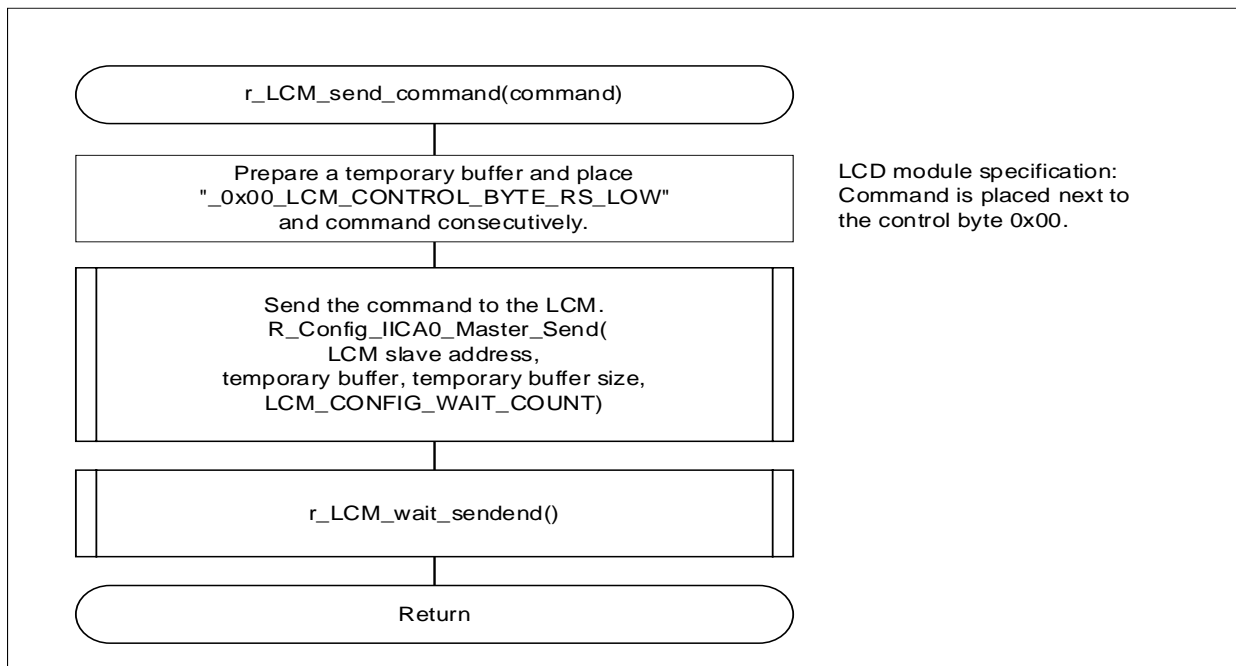 r_LCM_send_command(command)
Prepare a temporary buffer and place
"_0x00_LCM_CONTROL_BYTE_RS_LOW"
and command consecutively.
LCD module specification:
Command is placed next to
the control byte 0x00.
Send the command to the LCM.
R_Config_IICA0_Master_Send(
LCM slave address,
temporary buffer, temporary buffer size,
LCM_CONFIG_WAIT_COUNT)
r_LCM_wait_sendend()
Return